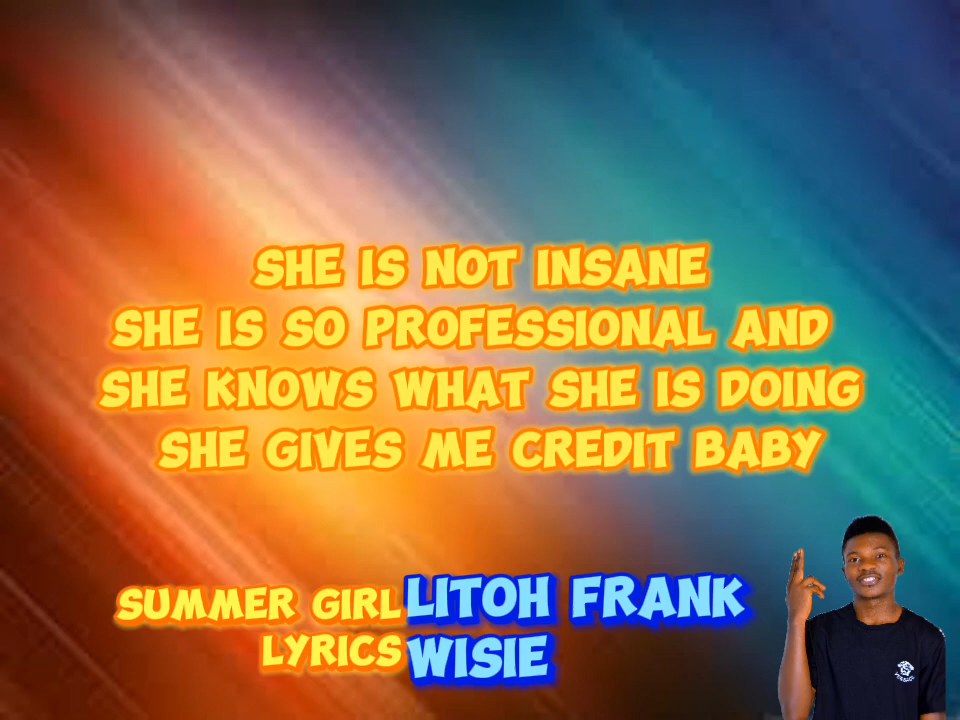 SHE IS NOT INSANE
SHE IS SO PROFESSIONAL AND
SHE KNOWS WHAT SHE IS DOING
SHE GIVES ME CREDIT BABY
SUMMER GIRL LITOH FRANK
LYRICS WISIE